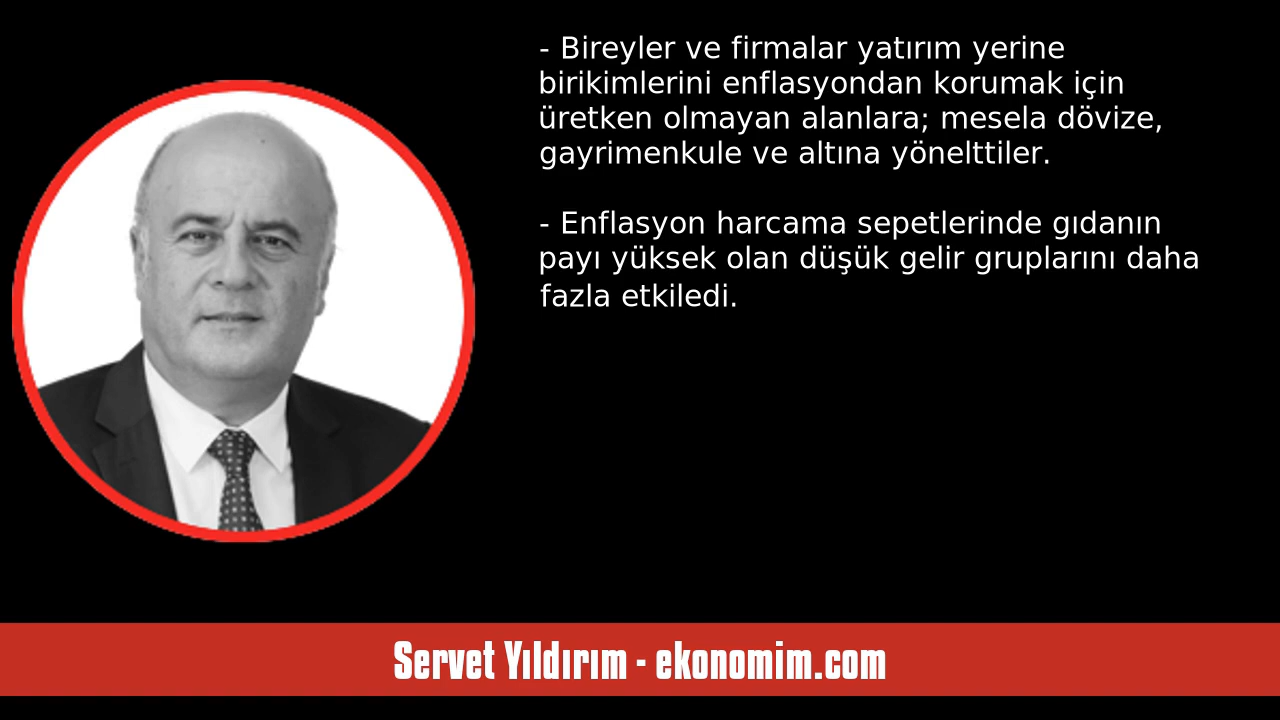 - Bireyler ve firmalar yatırım yerine
birikimlerini enflasyondan korumak için
üretken olmayan alanlara; mesela dövize,
gayrimenkule ve altına yönelttiler.
- Enflasyon harcama sepetlerinde gıdanın
payı yüksek olan düşük gelir gruplarını daha
fazla etkiledi.
Servet Yıldırım - ekonomim.com